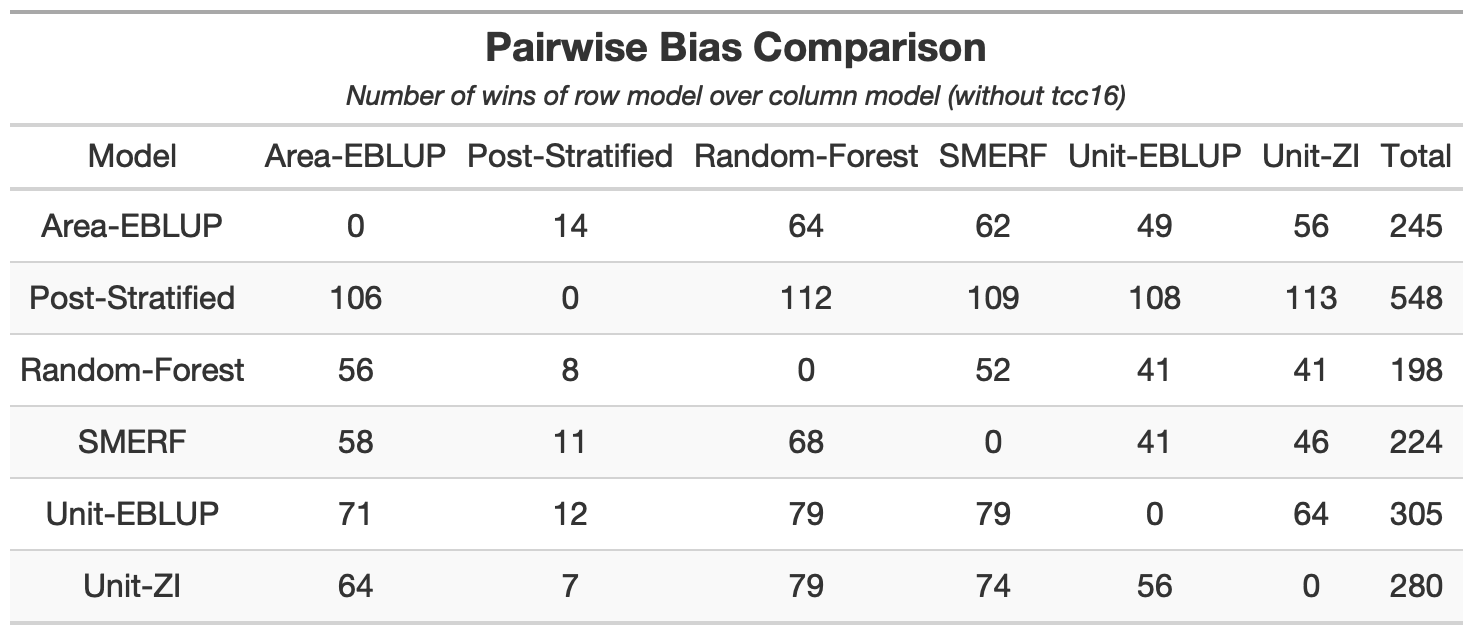 Pairwise Bias Comparison
Number of wins of row model over column model (without tcc16)
Model Area-EBLUP Post-Stratified Random-Forest SMERF Unit-EBLUP Unit-ZI Total
Area-EBLUP 0 14 64 62 49 56 245
Post-Stratified 106 0 112 109 108 113 548
Random-Forest 56 8 0 52 41 41 198
SMERF 58 11 68 0 41 46 224
Unit-EBLUP 71 12 79 79 0 64 305
Unit-ZI 64 7 79 74 56 0 280